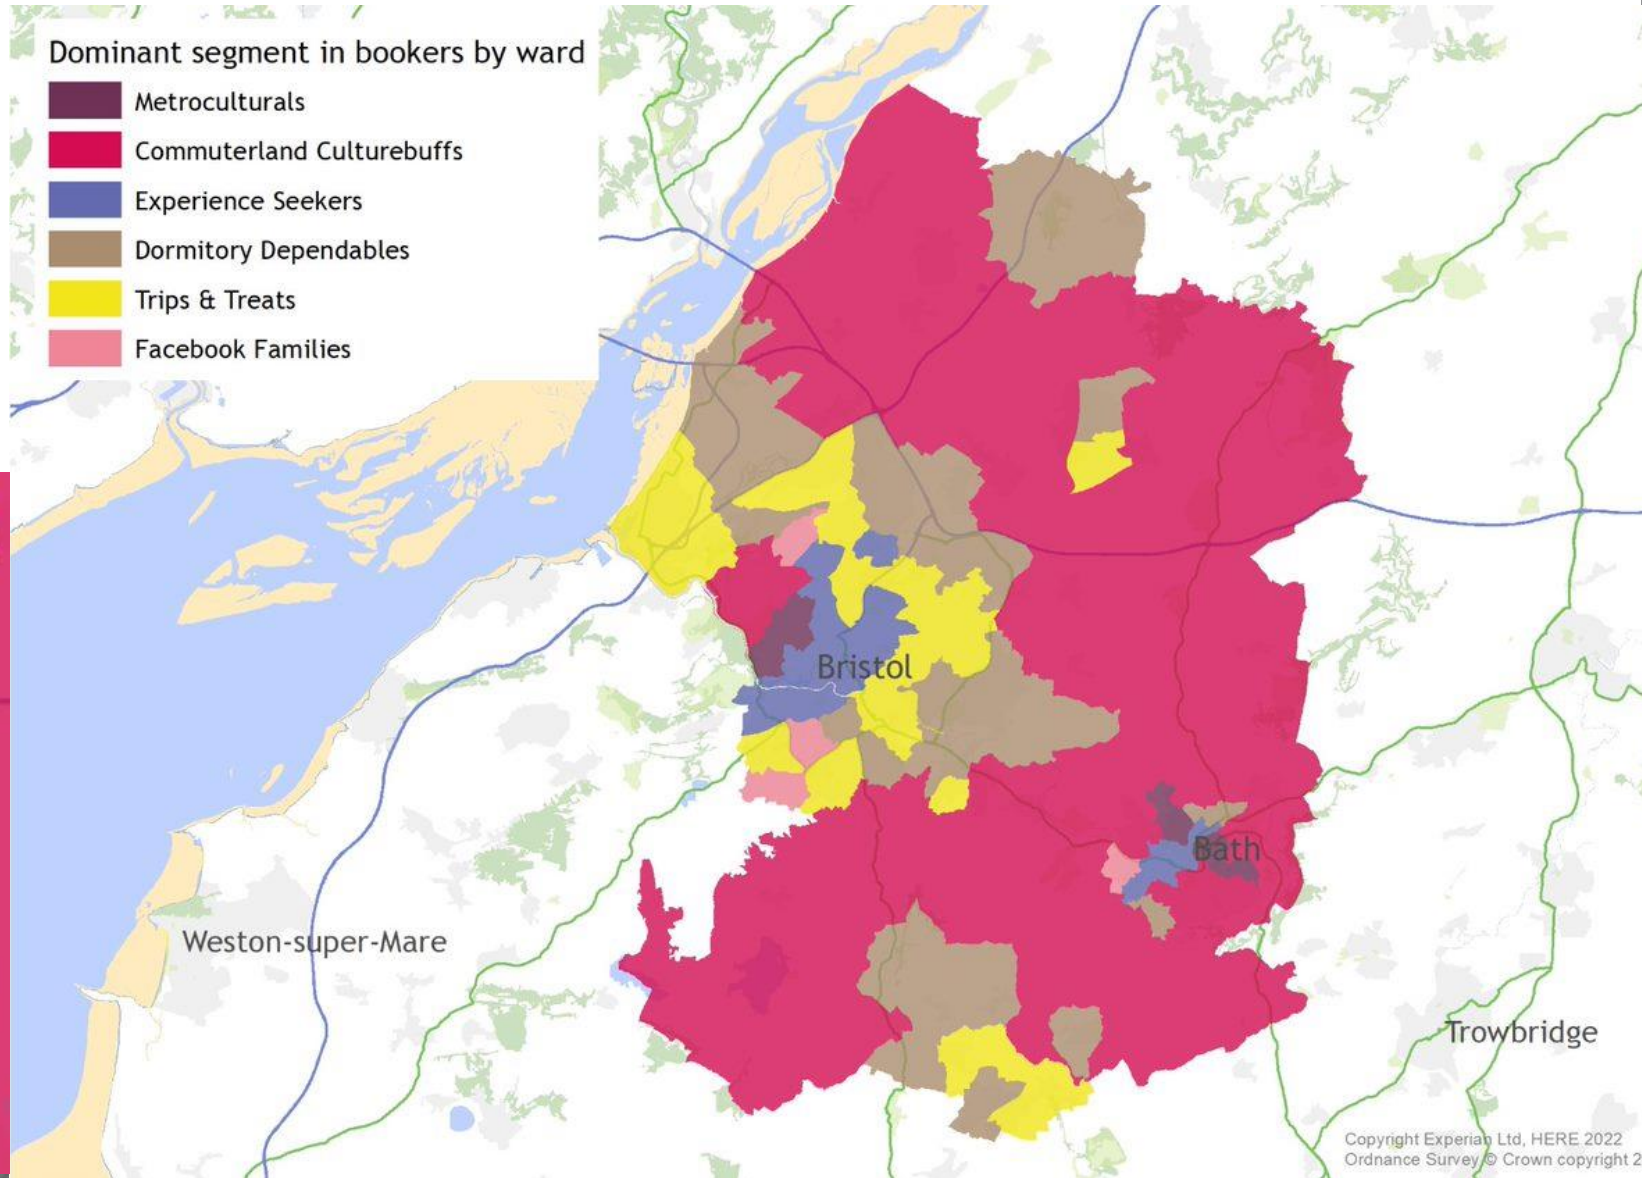 Dominant segment in bookers by ward
Metroculturals
Commuterland Culturebuffs
Experience Seekers
Dormitory Dependables
Trips & Treats
Facebook Families
Bristol
Bath
Weston-super-Mare
Trowbridge
Copyright Experian Ltd, HERE 2022
Ordnance Survey © Crown copyright 2